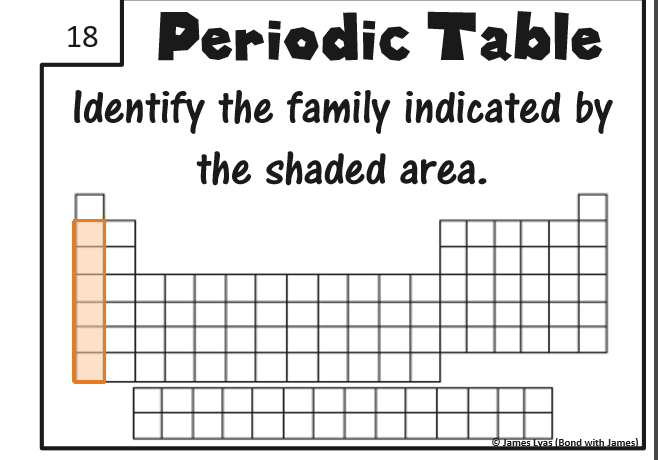 18
Periodic Table
Identify the family indicated by
the shaded area.
© James Lyas (Bond with James)